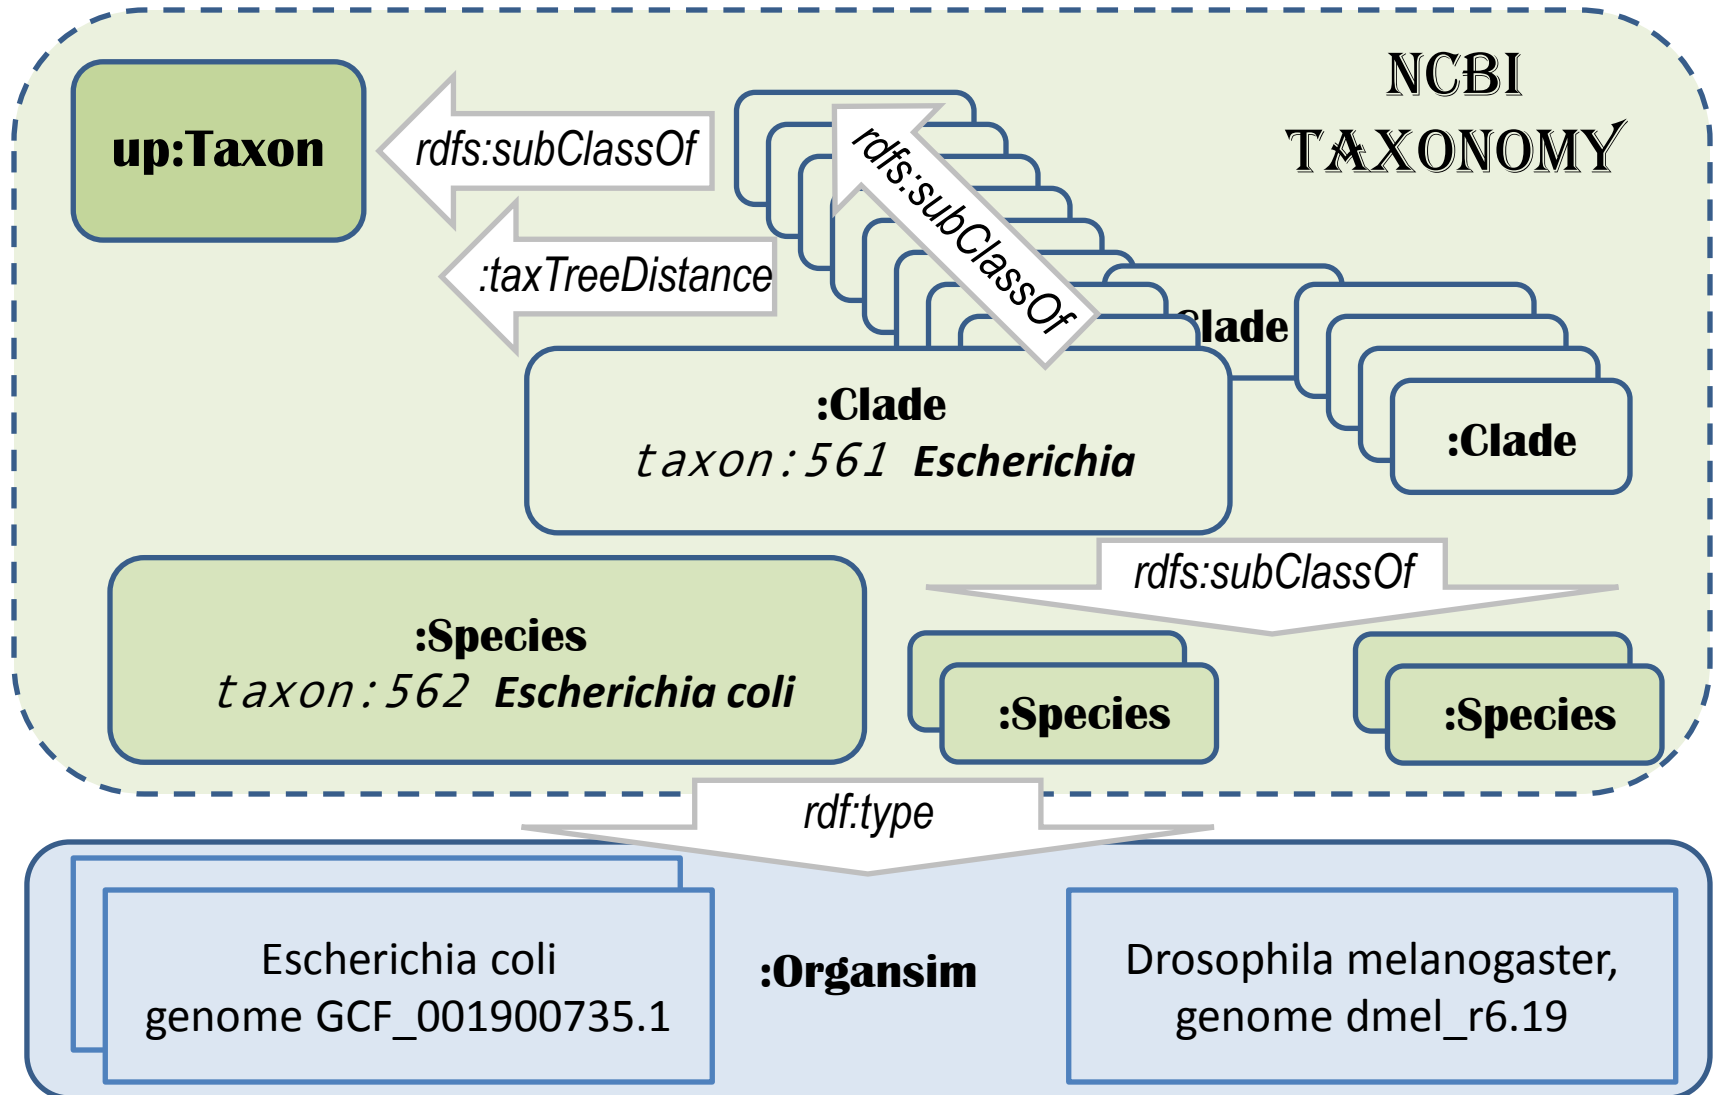 NCBI
TAXONOMY
up:Taxon
rdfs:subClassOf
rdfs:subClassOf
:taxTreeDistance
Clade
:Clade
:Clade
taxon:561 Escherichia
rdfs:subClassOf
:Species
taxon:562 Escherichia coli
:Species
:Species
rdf:type
Escherichia coli
genome GCF_001900735.1
:Organsim
Drosophila melanogaster,
genome dmel_r6.19